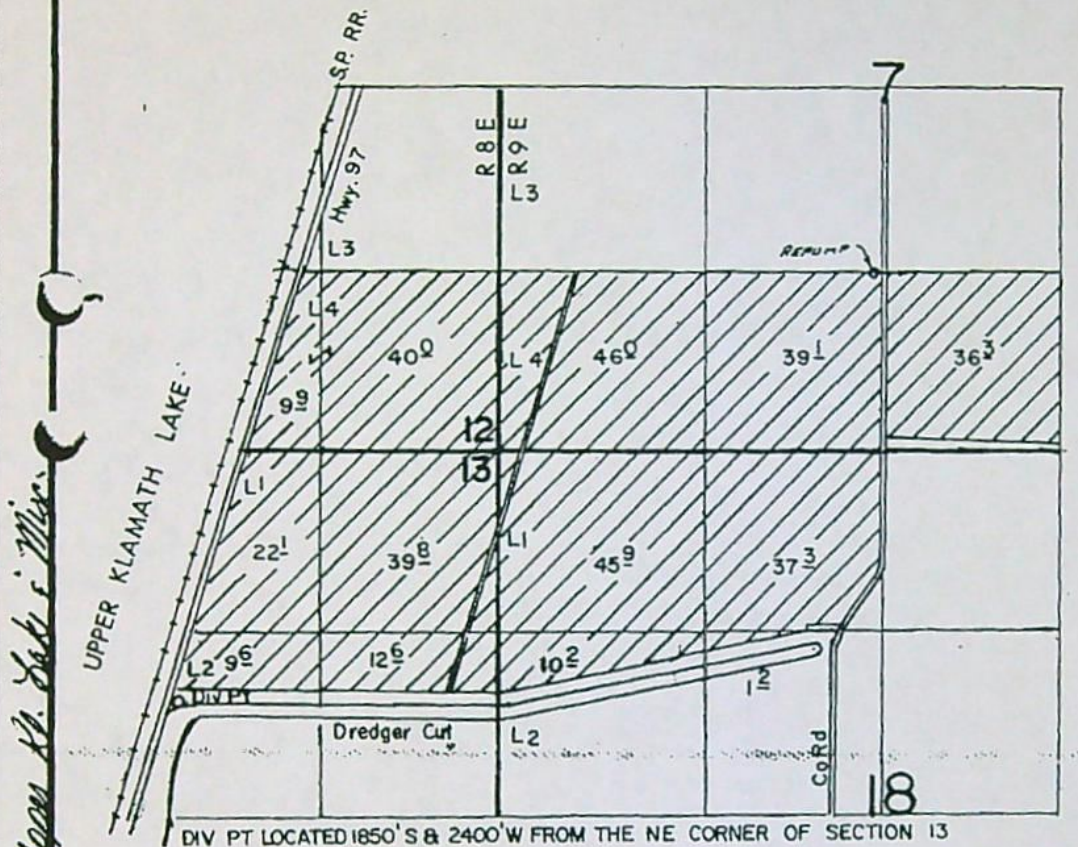 S.P. RR.
7
R 8 E
R 9 E
Hwy. 97
L3
L3
REPUMP
L4
40 0
L 4
46 0
39 1
36 3
9 9
12
13
UPPER KLAMATH LAKE
L1
22 1
39 8
L1
45 9
37 3
L2
9 6
12 6
10 2
1 2
DIV PT
Dredger Cut
L2
Co Rd
18
DIV PT LOCATED 1850' S & 2400' W FROM THE NE CORNER OF SECTION 13